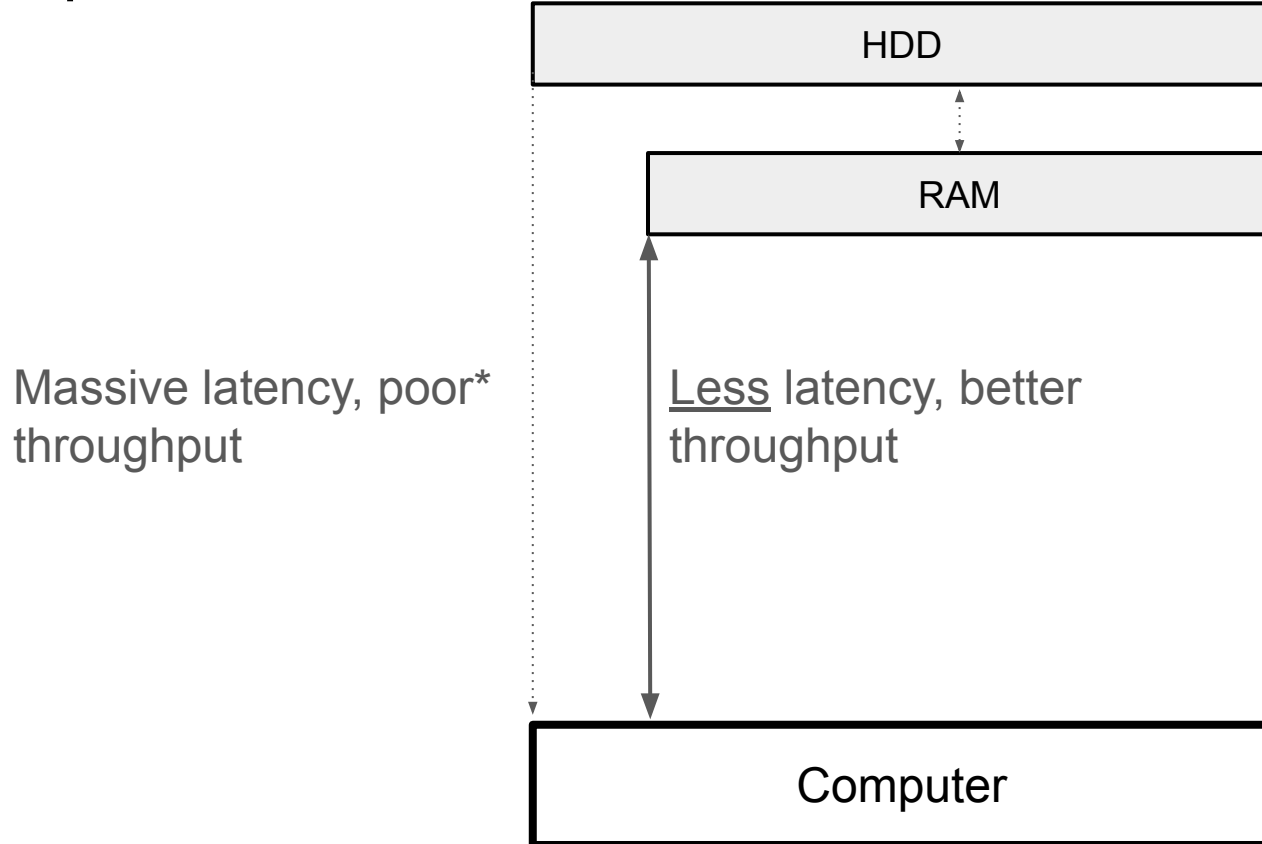 HDD
RAM
Massive latency, poor*
throughput
Less latency, better
throughput
Computer